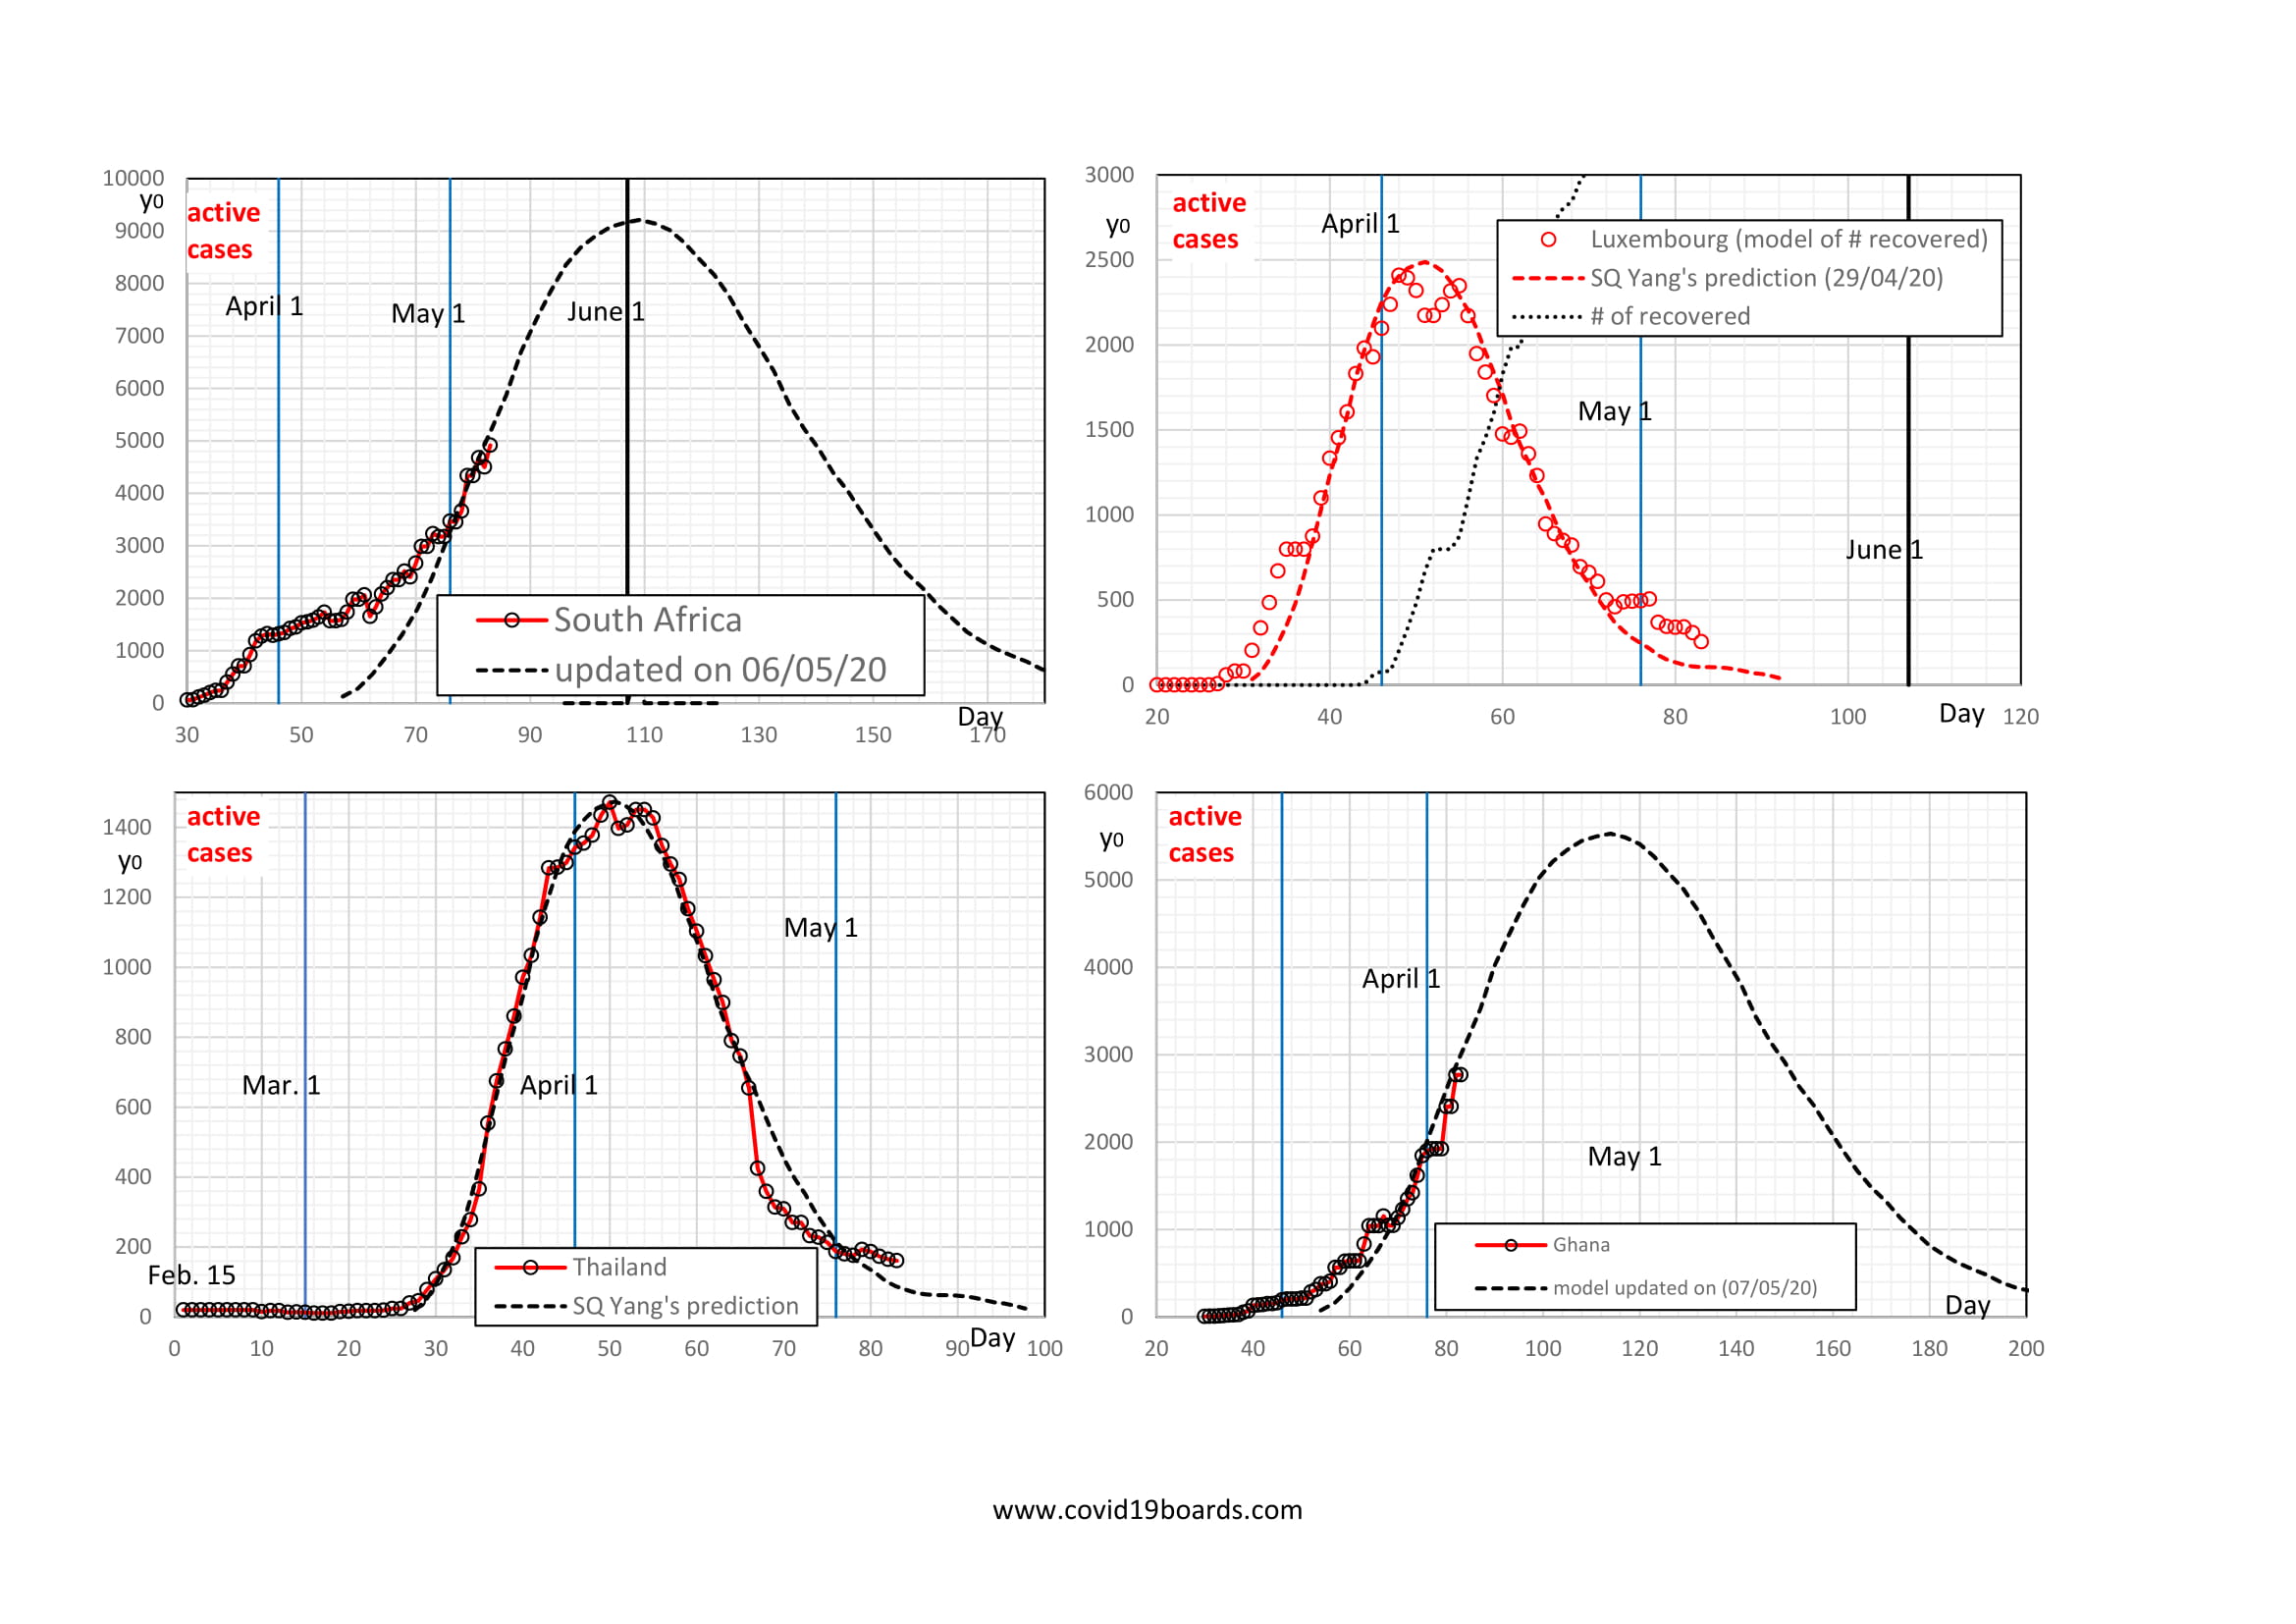 10000
y0
active
cases
9000
8000
April 1
May 1
June 1
7000
6000
5000
4000
3000
2000
1000
0
South Africa
updated on 06/05/20
Day
30
50
70
90
110
130
150
170
3000
active
cases
y0
April 1
Luxembourg (model of # recovered)
SQ Yang's prediction (29/04/20)
# of recovered
2500
2000
May 1
1500
1000
June 1
500
0
20
40
60
80
100
Day
120
active
cases
1400
y0
1200
May 1
1000
800
Mar. 1
April 1
600
400
200
Feb. 15
Thailand
SQ Yang's prediction
0
Day
0
10
20
30
40
50
60
70
80
90
100
6000
active
cases
y0
5000
4000
April 1
3000
2000
May 1
1000
Ghana
model updated on (07/05/20)
Day
0
20
40
60
80
100
120
140
160
180
200
www.covid19boards.com